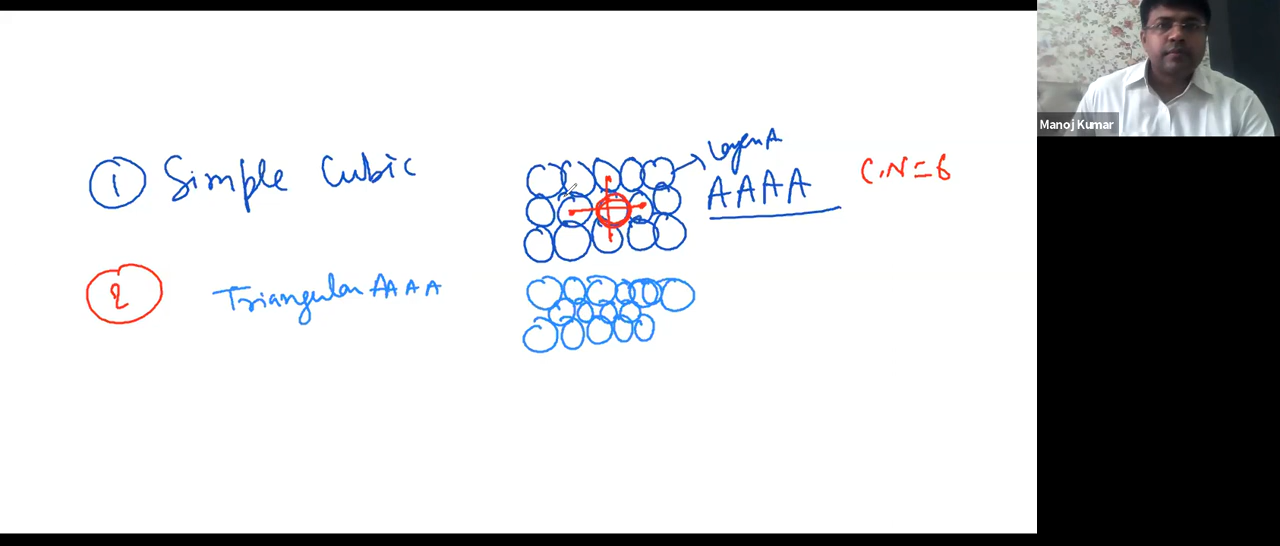 Manoj Kumar
① Simple Cubic
Layer A
AAAA
C.N=6
② Triangular AAAA